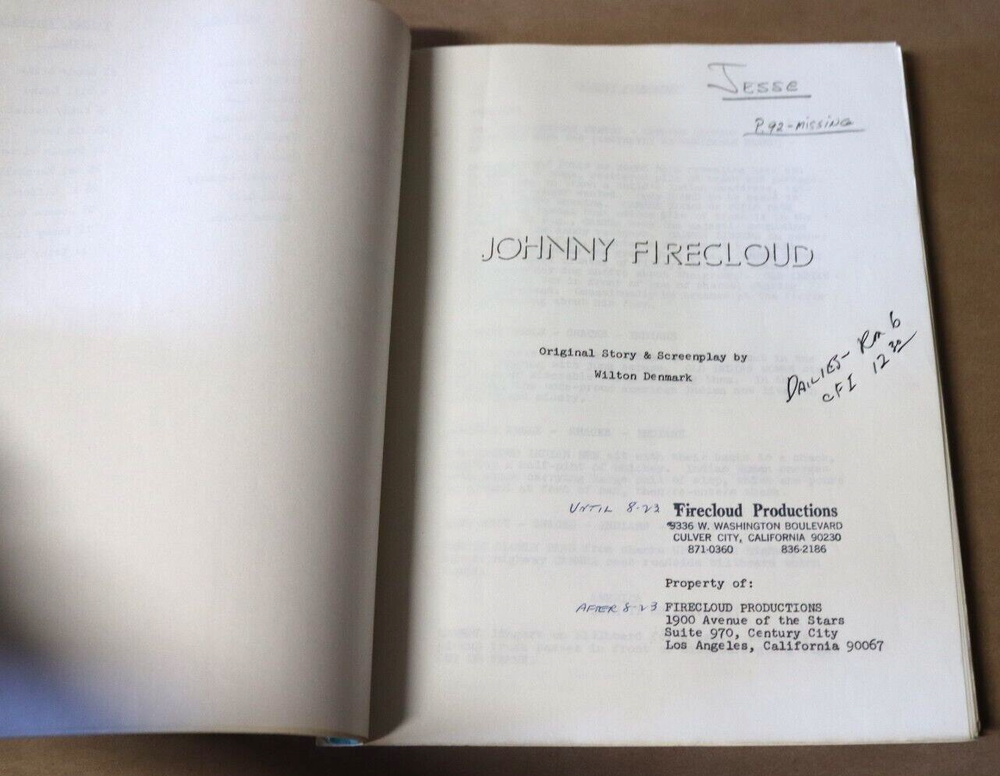 JESSE
P.92-MISSING
JOHNNY FIRECLOUD
Original Story & Screenplay by
Wilton Denmark
DAILIES - Rm 6
CFI 12 30
UNTIL 8-23 Firecloud Productions
9336 W. WASHINGTON BOULEVARD
CULVER CITY, CALIFORNIA 90230
871-0360 836-2186
Property of:
AFTER 8-23 FIRECLOUD PRODUCTIONS
1900 Avenue of the Stars
Suite 970, Century City
Los Angeles, California 90067